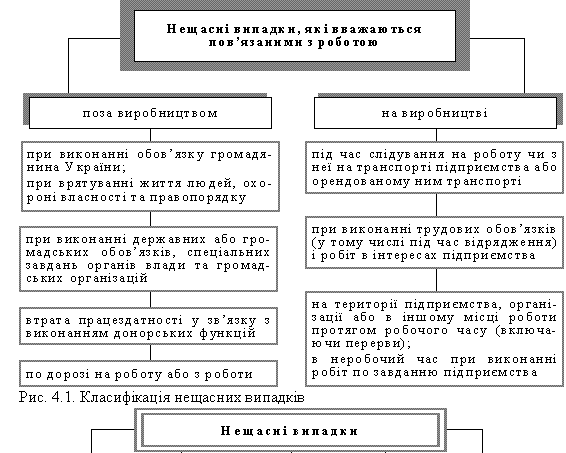 Нещасні випадки, які вважаються
пов’язаними з роботою
поза виробництвом
при виконанні обов’язку громадя-
нина України;
при врятуванні життя людей, охо-
роні власності та правопорядку
при виконанні державних або гро-
мадських обов’язків, спеціальних
завдань органів влади та громад-
ських організацій
втрата працездатності у зв’язку з
виконанням донорських функцій
по дорозі на роботу або з роботи
на виробництві
під час слідування на роботу чи з
неї на транспорті підприємства або
орендованому ним транспорті
при виконанні трудових обов’язків
(у тому числі під час відрядження)
і робіт в інтересах підприємства
на території підприємства, органі-
зації або в іншому місці роботи
протягом робочого часу (включа-
ючи перерви);
в неробочий час при виконанні
робіт по завданню підприємства
Рис. 4.1. Класифікація нещасних випадків
Нещасні випадки